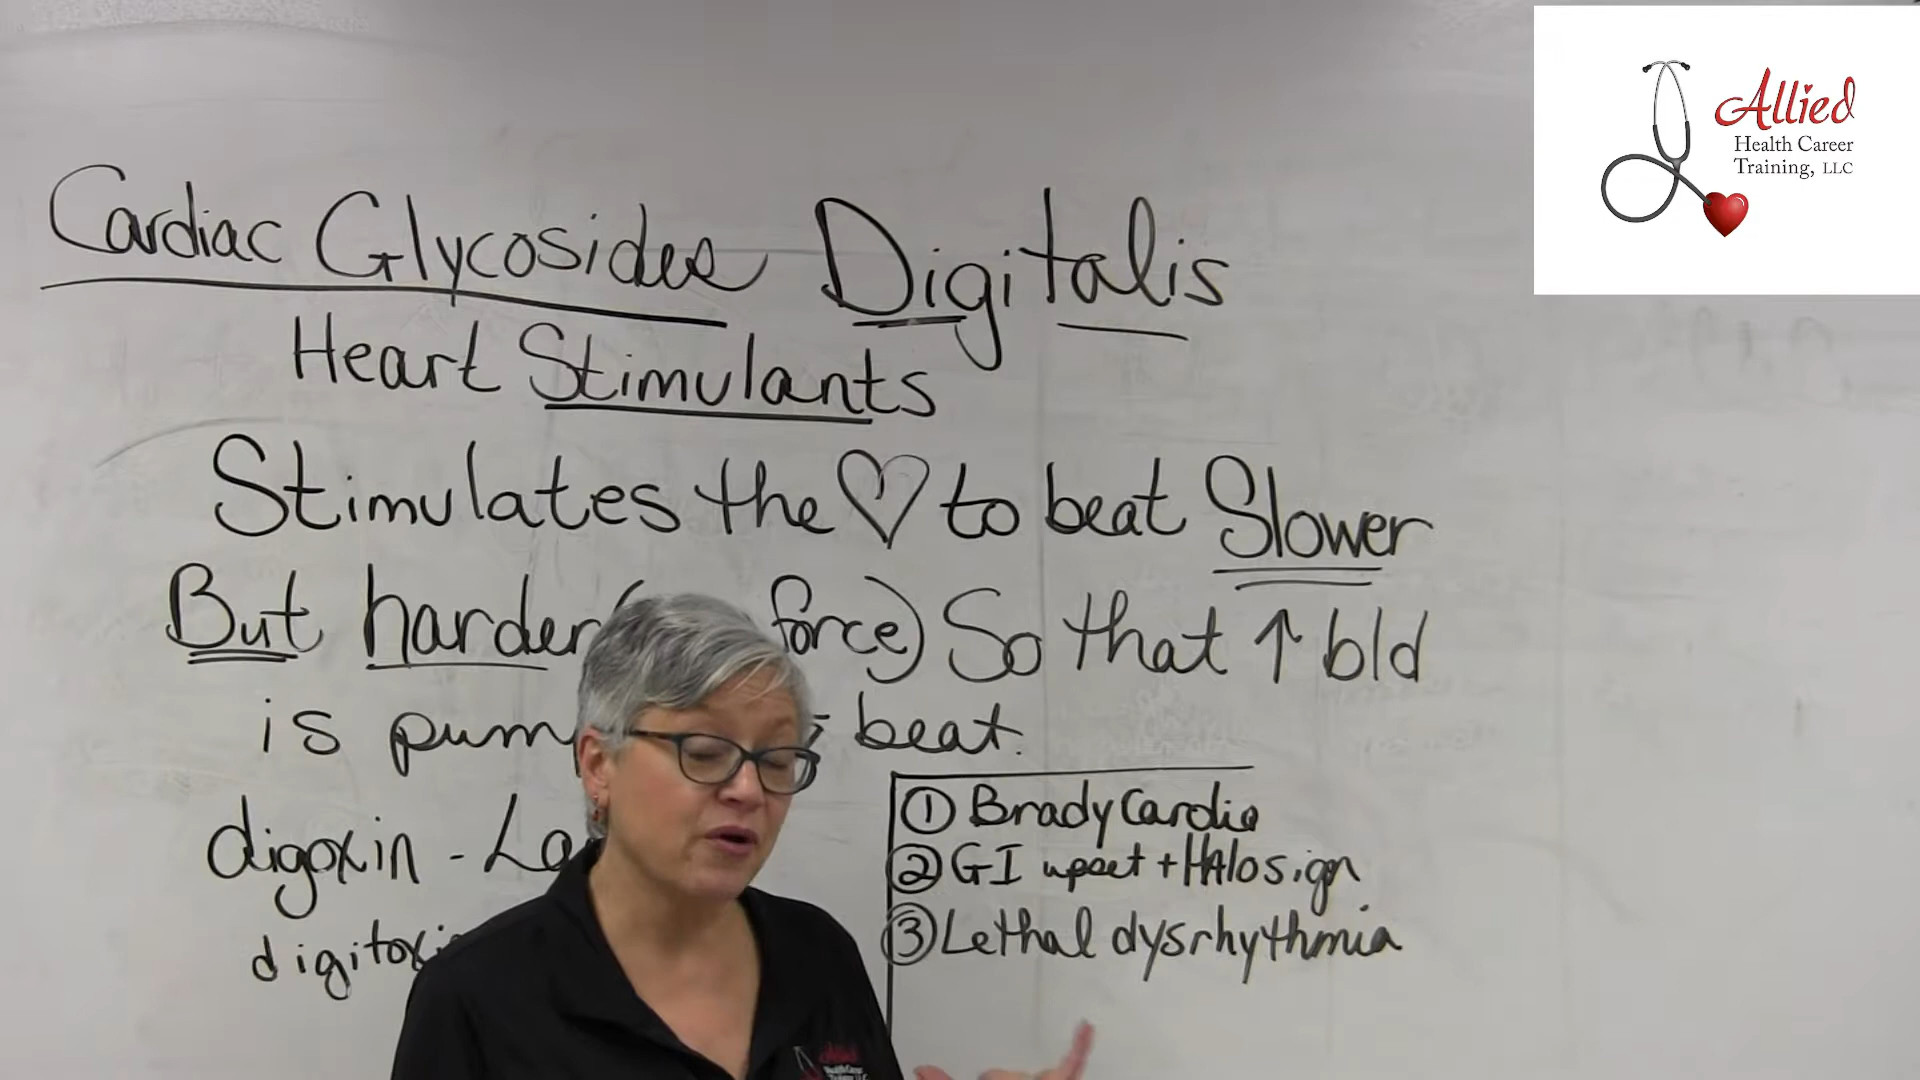 Allied
Health Career
Training, LLC
Cardiac Glycosides Digitalis
Heart Stimulants
Stimulates the ♡ to beat Slower
But harder ( force) So that ↑ bld
is beat.
digoxin -
① Bradycardia
② GI upset + HAlo sign
③ Lethal dysrhythmia
Allied